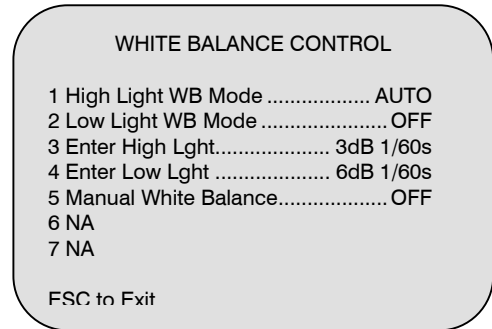 WHITE BALANCE CONTROL
1 High Light WB Mode .................. AUTO
2 Low Light WB Mode ...................... OFF
3 Enter High Lght.................... 3dB 1/60s
4 Enter Low Lght .................... 6dB 1/60s
5 Manual White Balance................... OFF
6 NA
7 NA
ESC to Exit